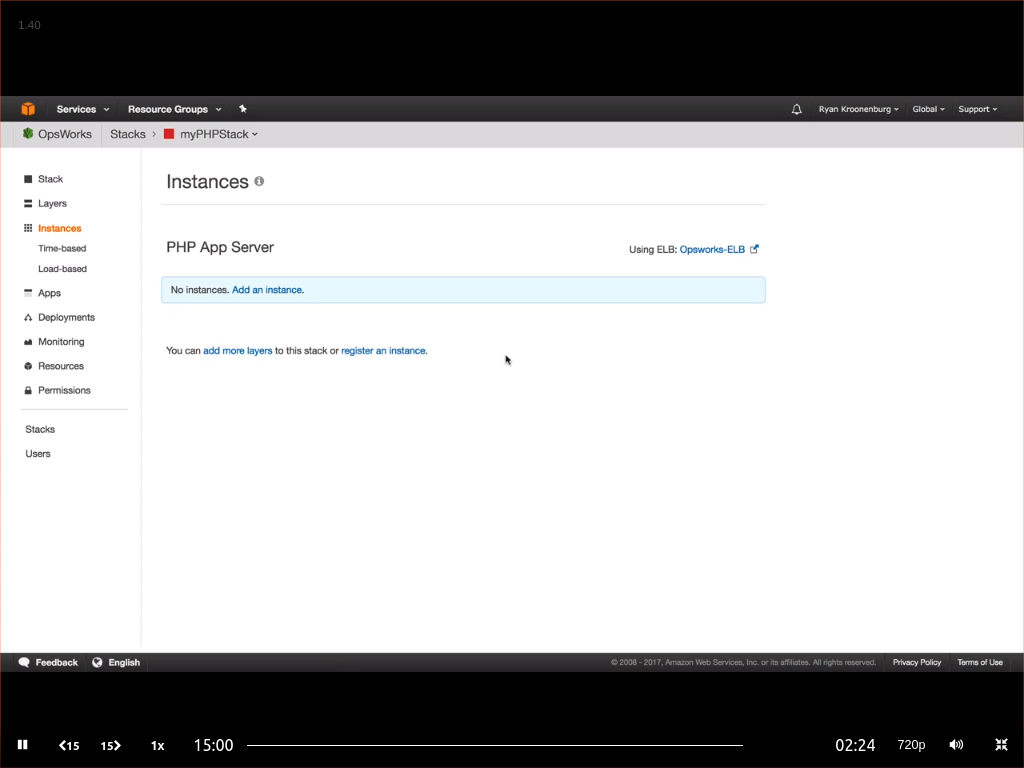 1.40
Services Resource Groups Ryan Kroonenburg Global Support
OpsWorks Stacks myPHPStack
Stack
Layers
Instances
Time-based
Load-based
Apps
Deployments
Monitoring
Resources
Permissions
Stacks
Users
Instances
PHP App Server Using ELB: Opsworks-ELB
No instances. Add an instance.
You can add more layers to this stack or register an instance.
Feedback English © 2008 - 2017, Amazon Web Services, Inc. or its affiliates. All rights reserved. Privacy Policy Terms of Use
15 15 1x 15:00 02:24 720p